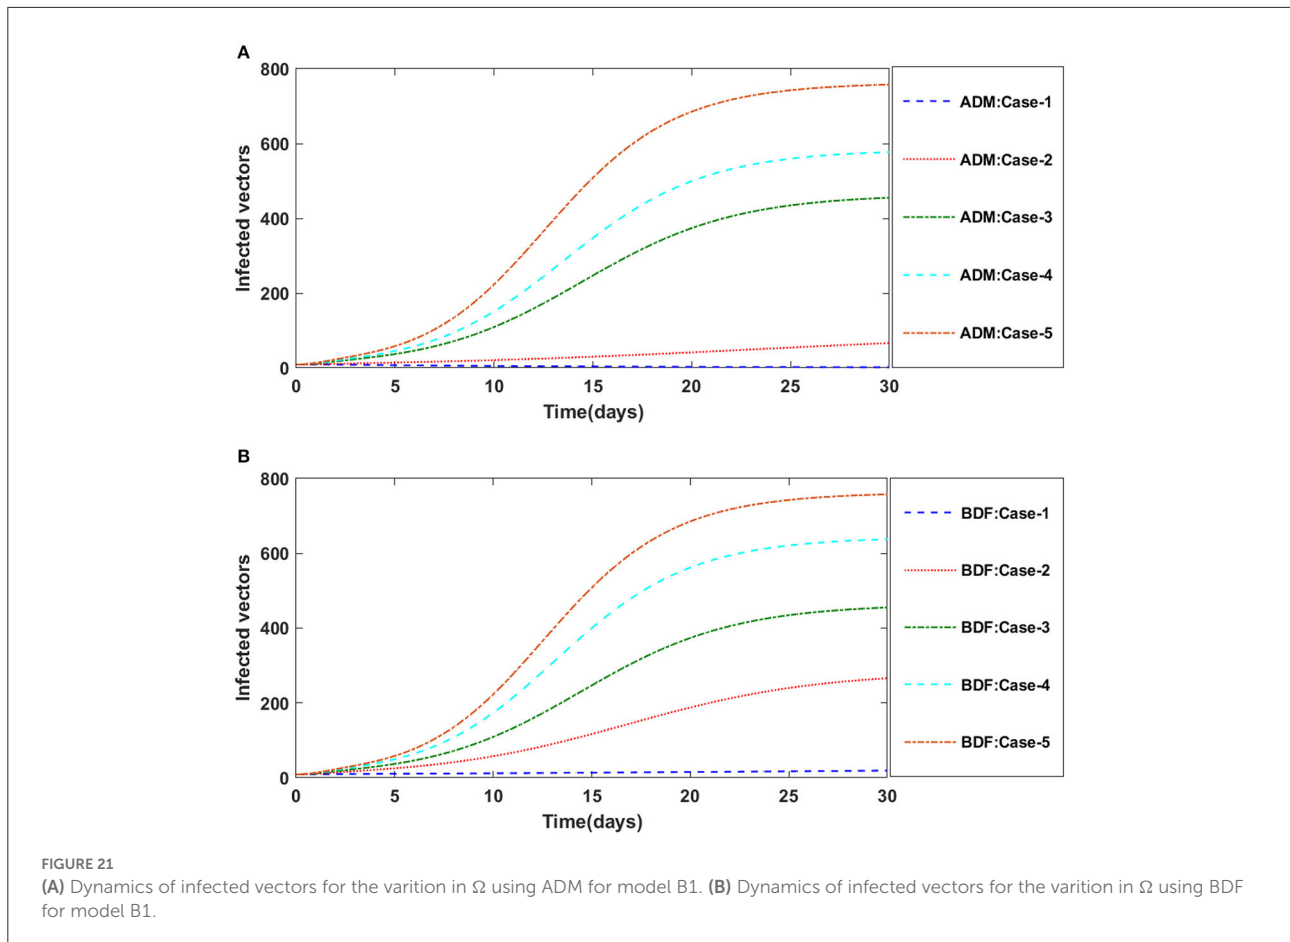 A
800
600
400
200
0
Infected vectors
0 5 10 15 20 25 30
Time(days)
ADM:Case-1
ADM:Case-2
ADM:Case-3
ADM:Case-4
ADM:Case-5
B
800
600
400
200
0
Infected vectors
0 5 10 15 20 25 30
Time(days)
BDF:Case-1
BDF:Case-2
BDF:Case-3
BDF:Case-4
BDF:Case-5
FIGURE 21
(A) Dynamics of infected vectors for the varition in Ω using ADM for model B1. (B) Dynamics of infected vectors for the varition in Ω using BDF
for model B1.